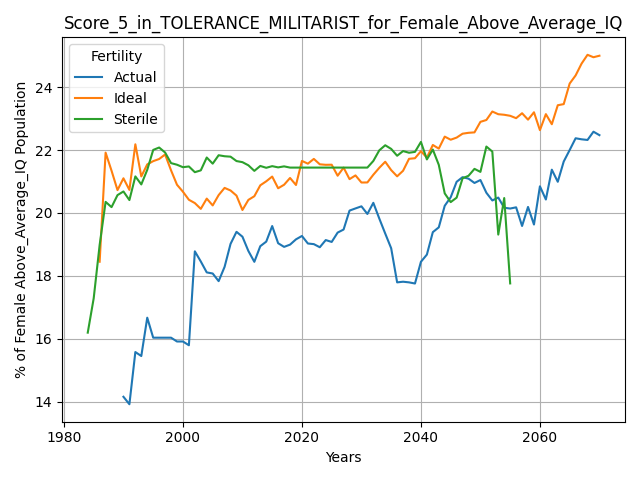 Score_5_in_TOLERANCE_MILITARIST_for_Female_Above_Average_IQ
Fertility
Actual
Ideal
Sterile
% of Female Above_Average_IQ Population
24
22
20
18
16
14
1980
2000
2020
2040
2060
Years